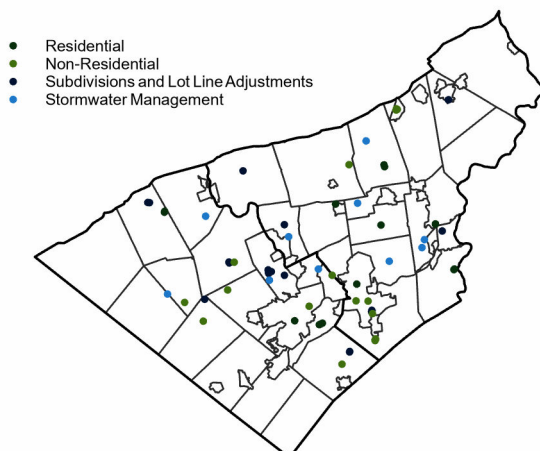 Residential
Non-Residential
Subdivisions and Lot Line Adjustments
Stormwater Management